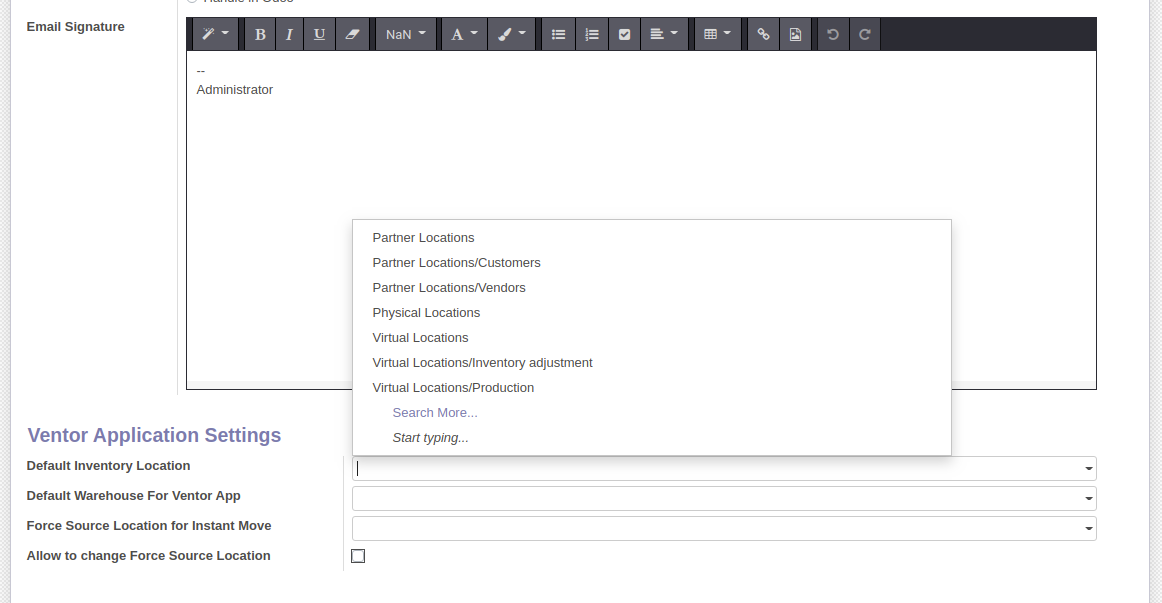 Handle in Odoo
Email Signature
B I U NaN A
--
Administrator
Partner Locations
Partner Locations/Customers
Partner Locations/Vendors
Physical Locations
Virtual Locations
Virtual Locations/Inventory adjustment
Virtual Locations/Production
Search More...
Start typing...
Ventor Application Settings
Default Inventory Location
Default Warehouse For Ventor App
Force Source Location for Instant Move
Allow to change Force Source Location